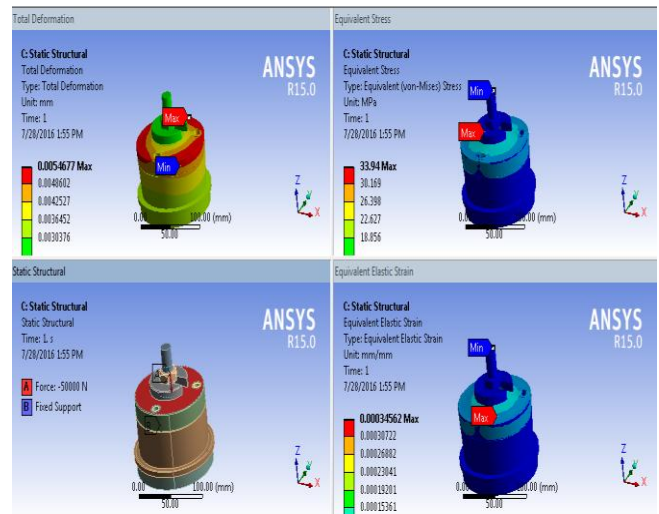 Total Deformation
C: Static Structural
Total Deformation
Type: Total Deformation
Unit: mm
Time: 1
7/28/2016 1:55 PM
ANSYS
R15.0
Max
Min
0.0054677 Max
0.0048602
0.0042527
0.0036452
0.0030376
0.00
100.00 (mm)
50.00
Z
Y
X
Equivalent Stress
C: Static Structural
Equivalent Stress
Type: Equivalent (von-Mises) Stress
Unit: MPa
Time: 1
7/28/2016 1:55 PM
ANSYS
R15.0
Min
Max
33.94 Max
30.169
26.398
22.627
18.856
0.00
100.00 (mm)
50.00
Z
Y
X
Static Structural
C: Static Structural
Static Structural
Time: 1. s
7/28/2016 1:55 PM
ANSYS
R15.0
A Force: -50000 N
B Fixed Support
0.00
100.00 (mm)
50.00
Z
Y
X
Equivalent Elastic Strain
C: Static Structural
Equivalent Elastic Strain
Type: Equivalent Elastic Strain
Unit: mm/mm
Time: 1
7/28/2016 1:55 PM
ANSYS
R15.0
Min
Max
0.00034562 Max
0.00030722
0.00026882
0.00023041
0.00019201
0.00015361
0.00
100.00 (mm)
50.00
Z
Y
X